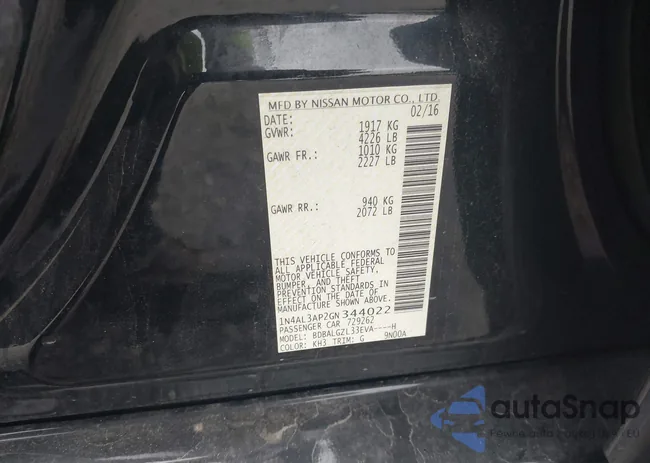 MFD BY NISSAN MOTOR CO., LTD.
DATE: 02/16
GVWR: 1917 KG
4226 LB
GAWR FR.: 1010 KG
2227 LB
GAWR RR.: 940 KG
2072 LB
THIS VEHICLE CONFORMS TO
ALL APPLICABLE FEDERAL
MOTOR VEHICLE SAFETY,
BUMPER, AND THEFT
PREVENTION STANDARDS IN
EFFECT ON THE DATE OF
MANUFACTURE SHOWN ABOVE.
1N4AL3AP2GN344022
PASSENGER CAR 729262
MODEL: BDBALGZL33EVA----H
COLOR: KH3 TRIM: G 9N00A
autoSnap